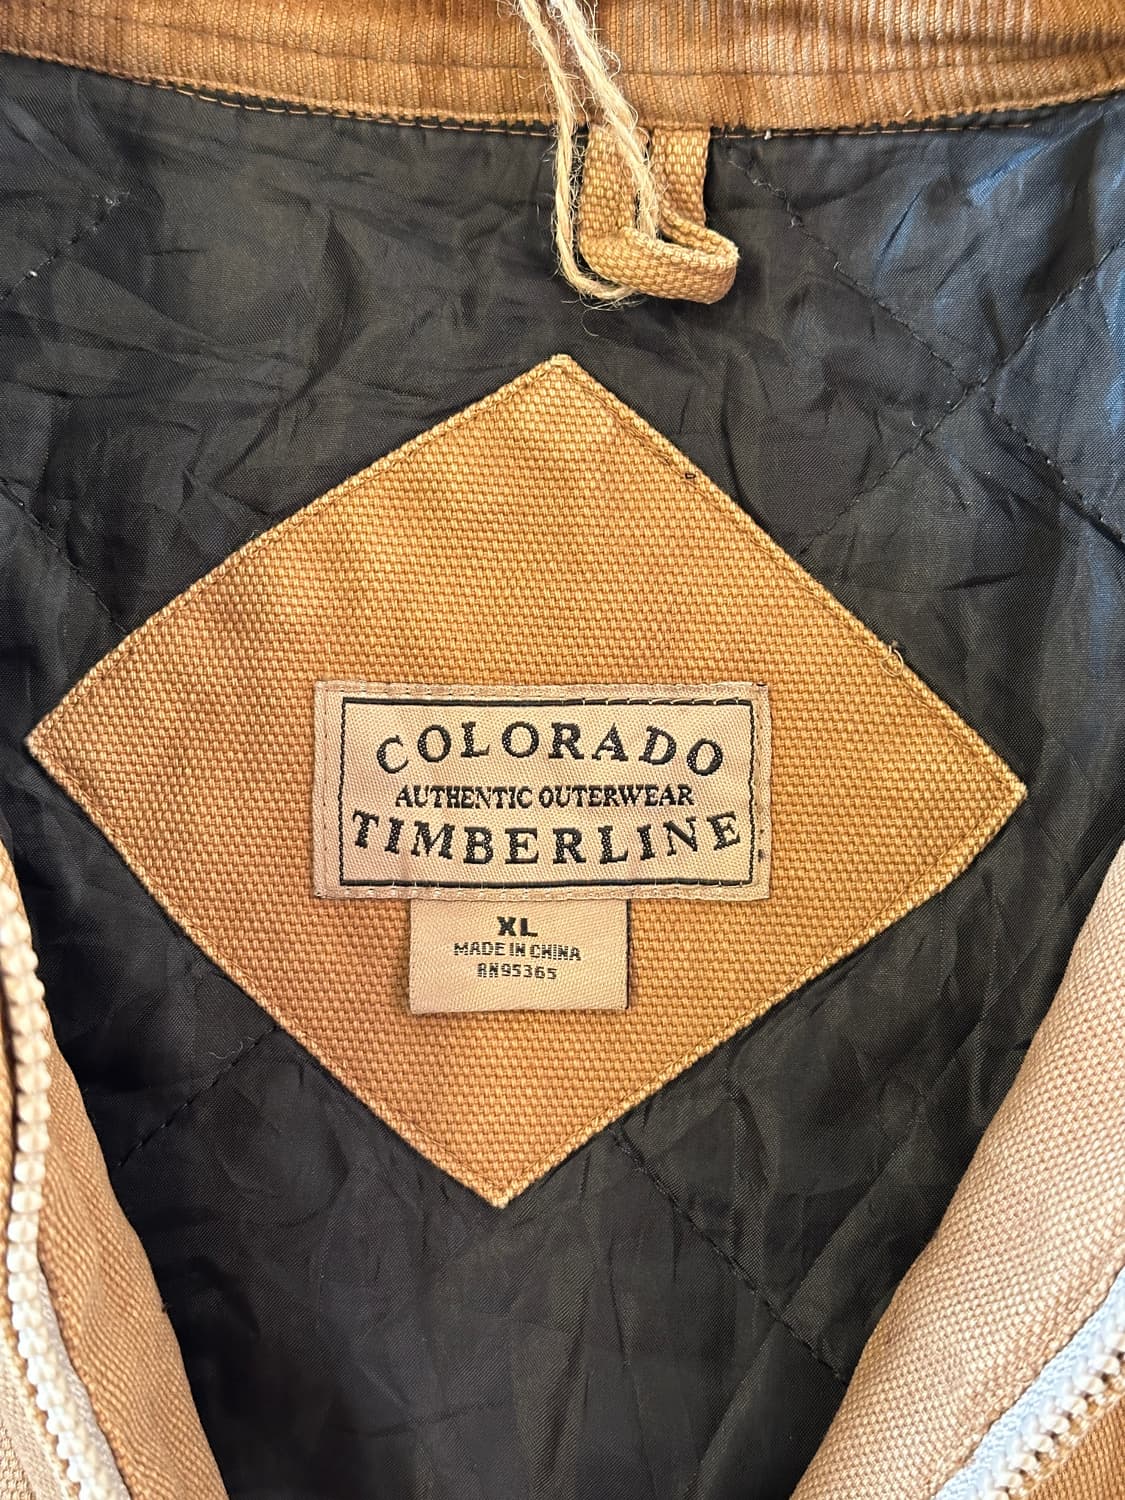 COLORADO
AUTHENTIC OUTERWEAR
TIMBERLINE
XL
MADE IN CHINA
RN95365